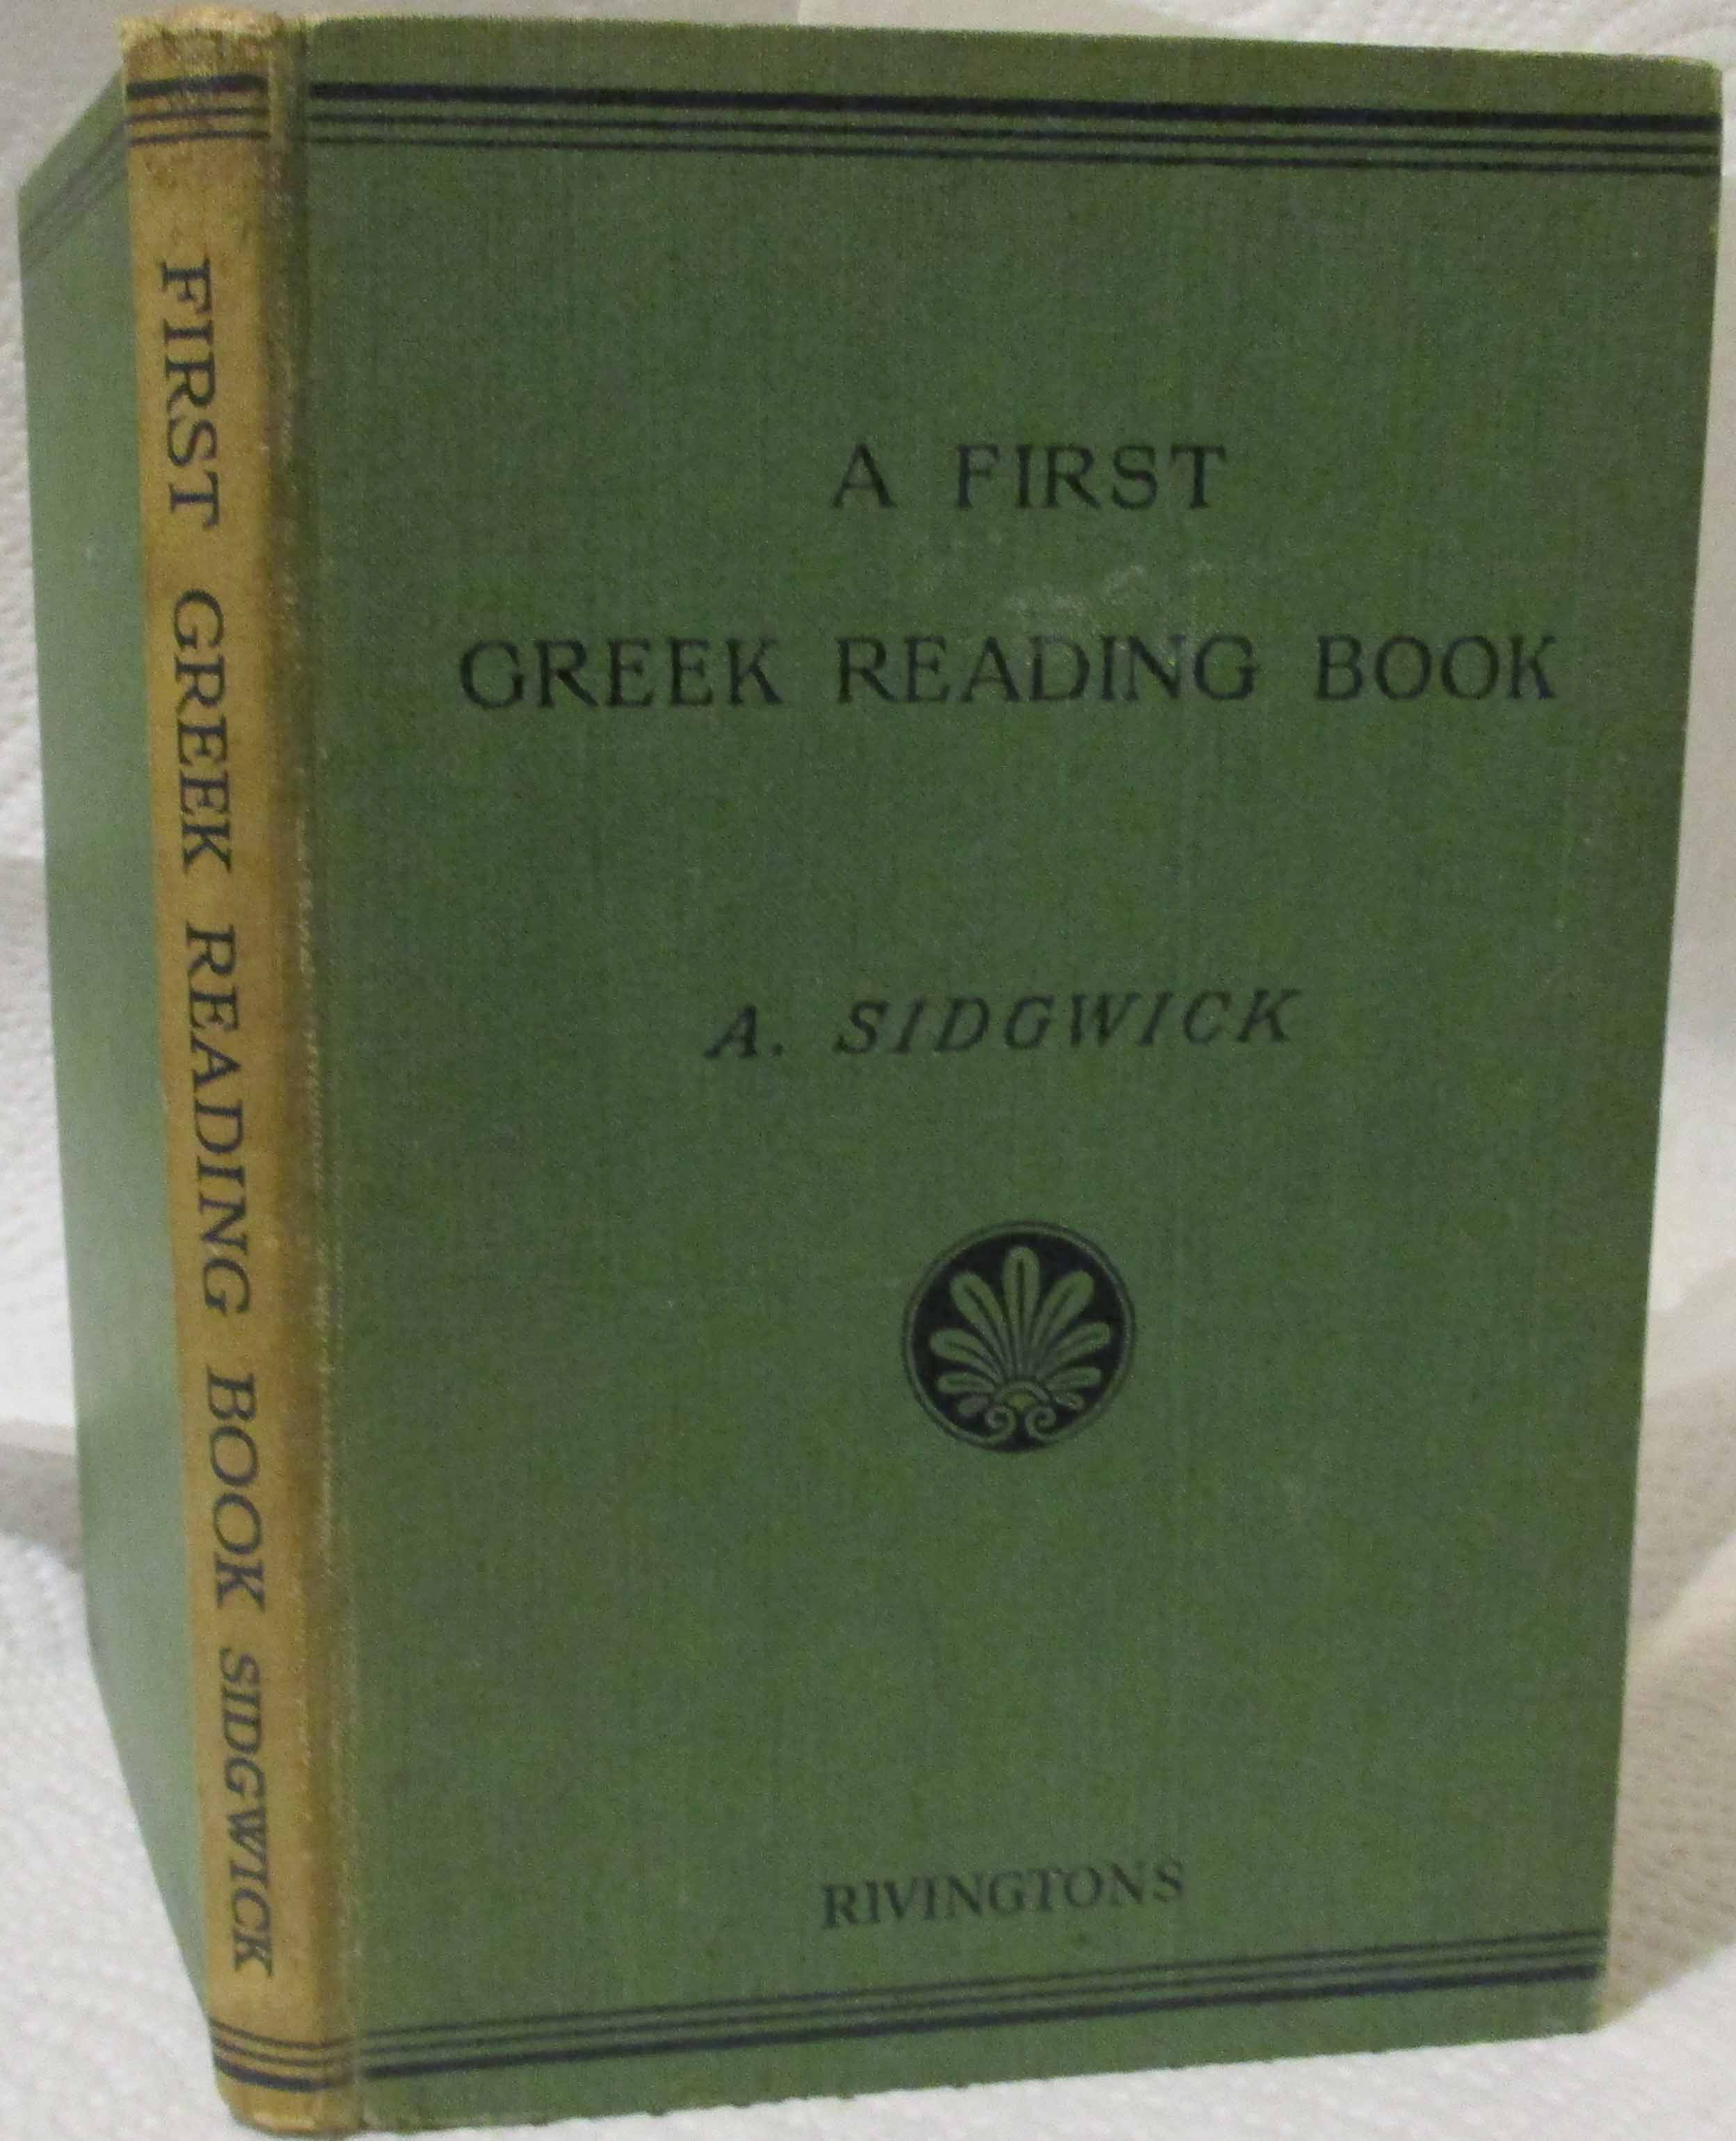 FIRST GREEK READING BOOK SIDGWICK
A FIRST
GREEK READING BOOK
A. SIDGWICK
RIVINGTONS